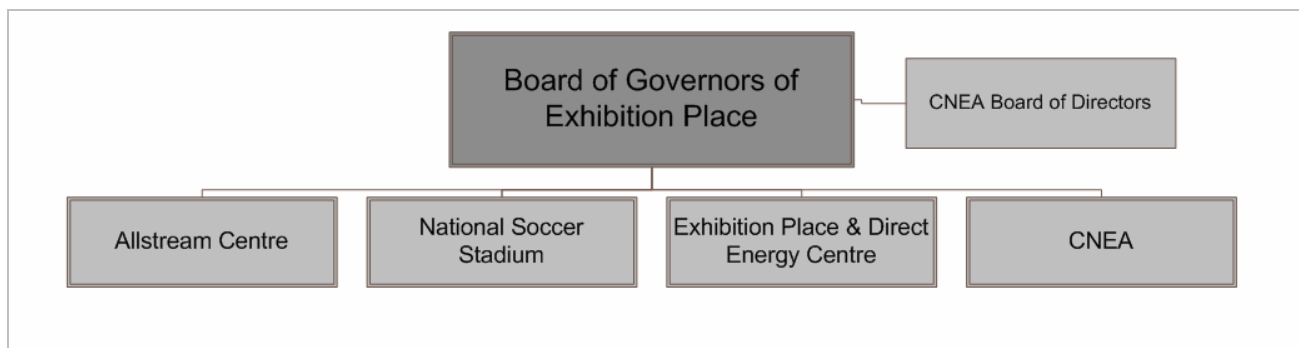 Board of Governors of
Exhibition Place
CNEA Board of Directors
Allstream Centre
National Soccer
Stadium
Exhibition Place & Direct
Energy Centre
CNEA